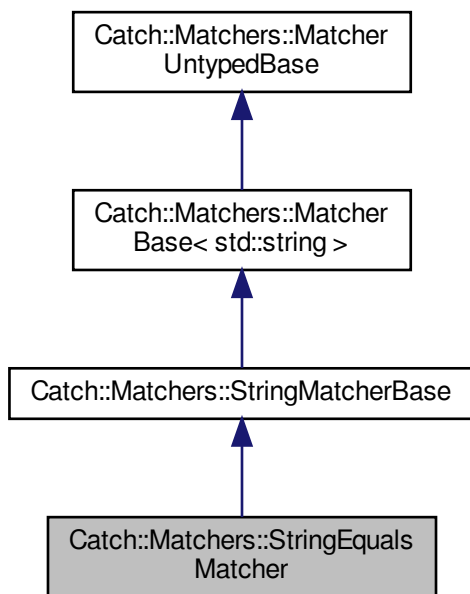 Catch::Matchers::Matcher
UntypedBase
Catch::Matchers::Matcher
Base< std::string >
Catch::Matchers::StringMatcherBase
Catch::Matchers::StringEquals
Matcher